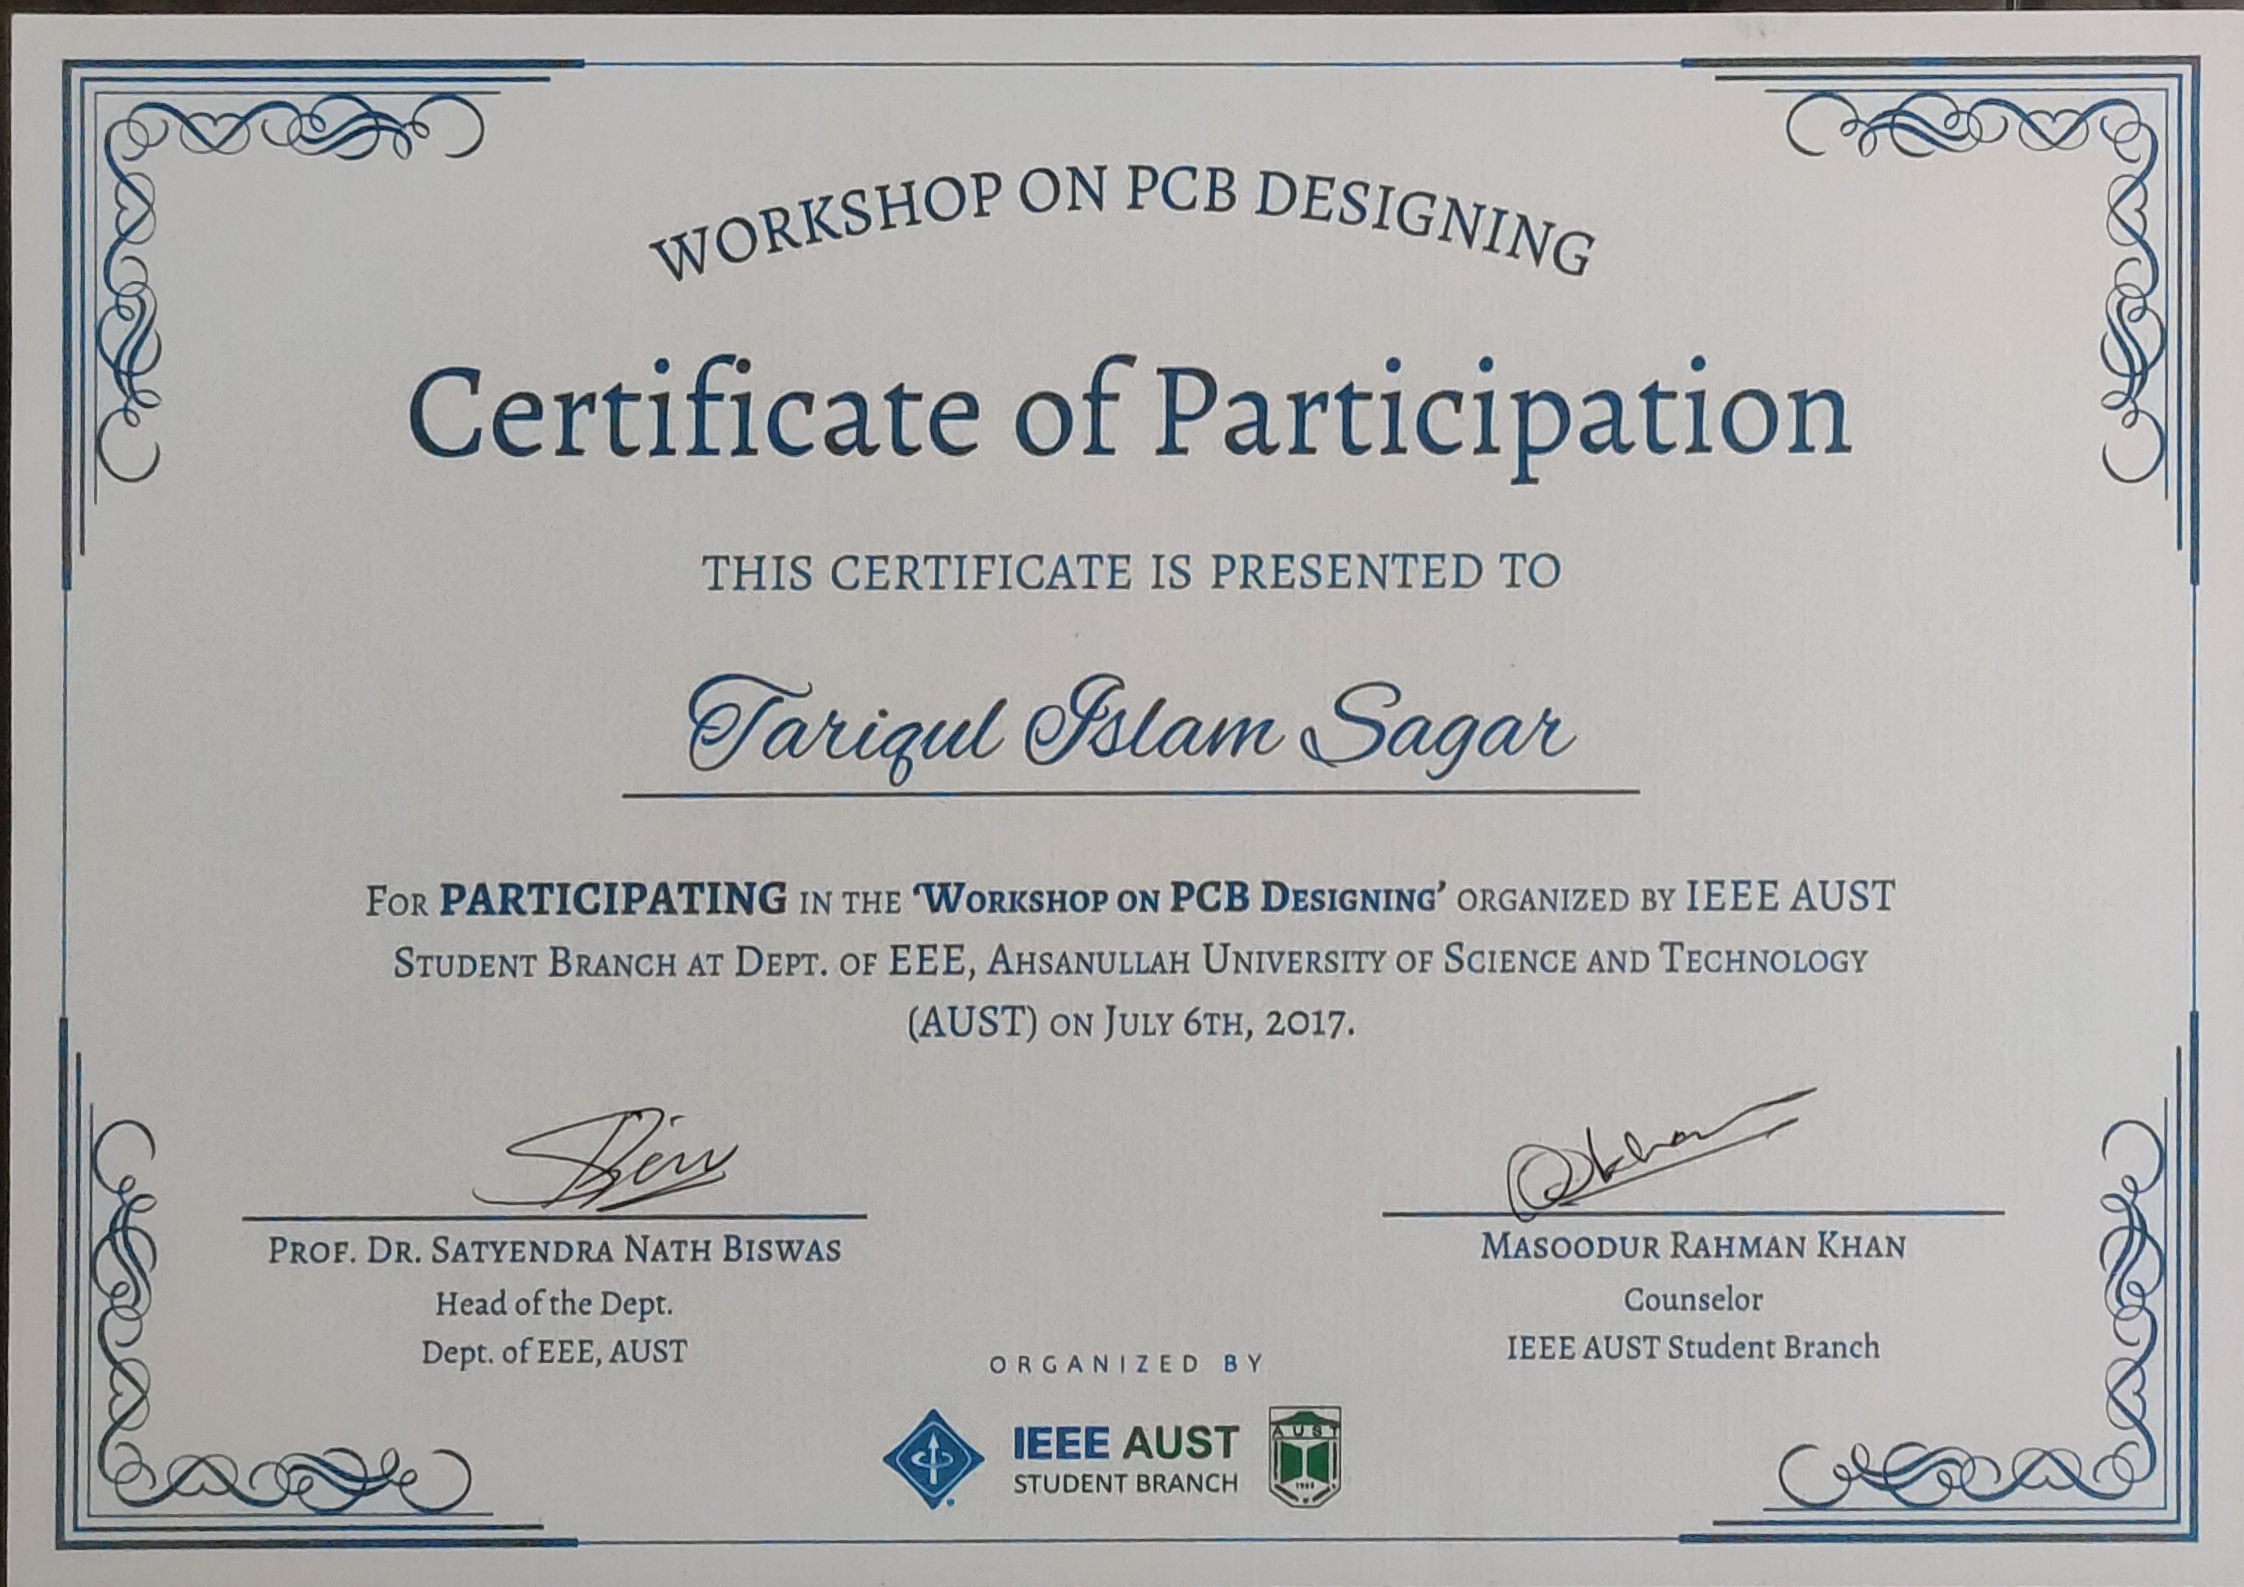 WORKSHOP ON PCB DESIGNING
Certificate of Participation
THIS CERTIFICATE IS PRESENTED TO
Tariqul Islam Sagar
FOR PARTICIPATING IN THE ‘WORKSHOP ON PCB DESIGNING’ ORGANIZED BY IEEE AUST
STUDENT BRANCH AT DEPT. OF EEE, AHSANULLAH UNIVERSITY OF SCIENCE AND TECHNOLOGY
(AUST) ON JULY 6TH, 2017.
PROF. DR. SATYENDRA NATH BISWAS
Head of the Dept.
Dept. of EEE, AUST
MASOODUR RAHMAN KHAN
Counselor
IEEE AUST Student Branch
ORGANIZED BY
IEEE AUST
STUDENT BRANCH
AUST